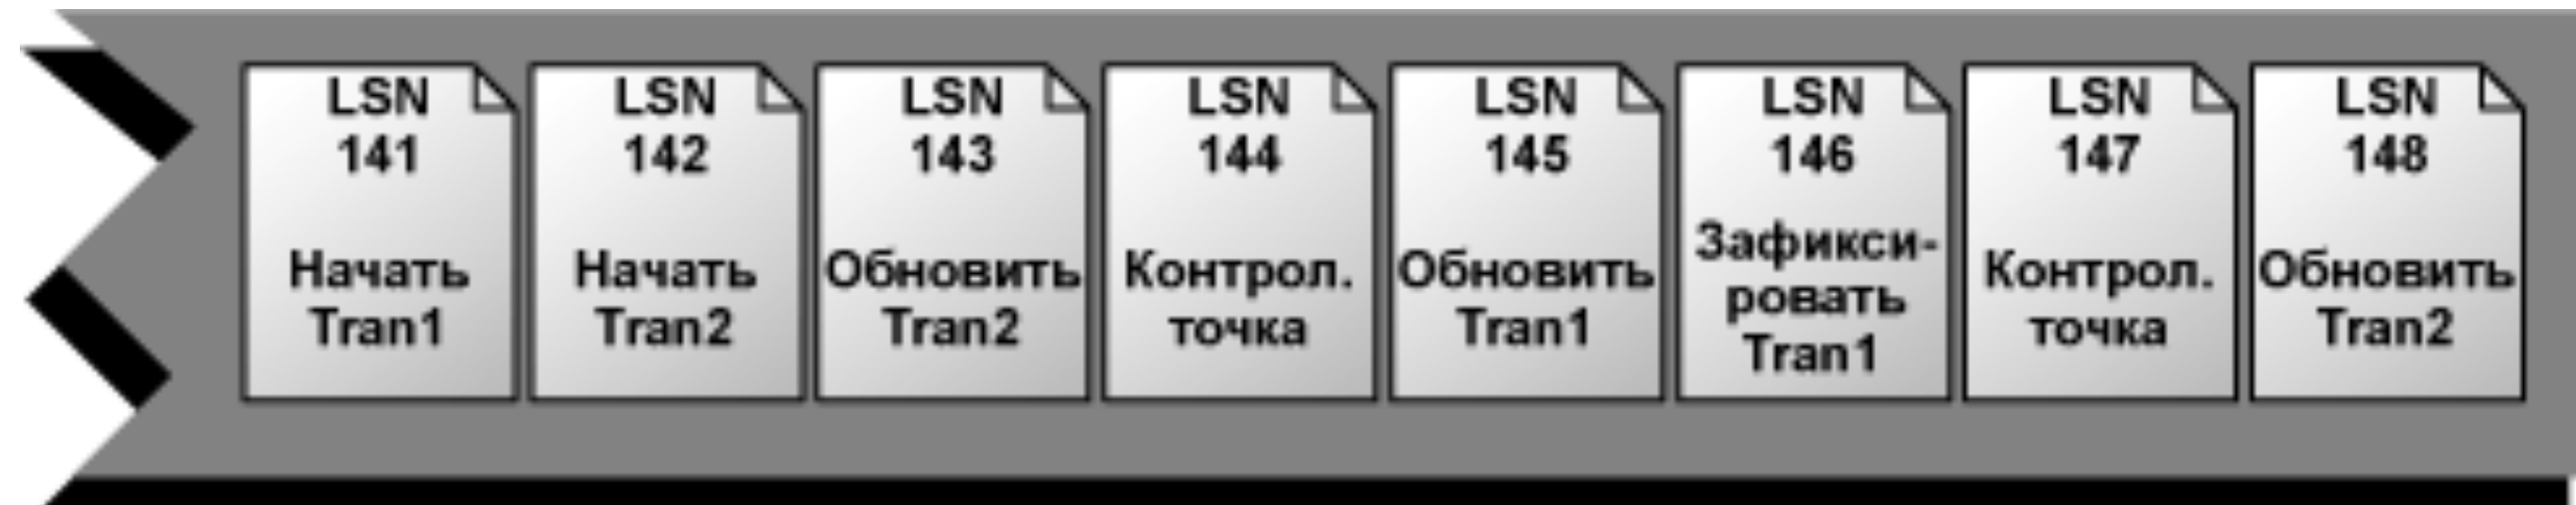 LSN
141
Начать
Tran1
LSN
142
Начать
Tran2
LSN
143
Обновить
Tran2
LSN
144
Контрол.
точка
LSN
145
Обновить
Tran1
LSN
146
Зафикси-
ровать
Tran1
LSN
147
Контрол.
точка
LSN
148
Обновить
Tran2